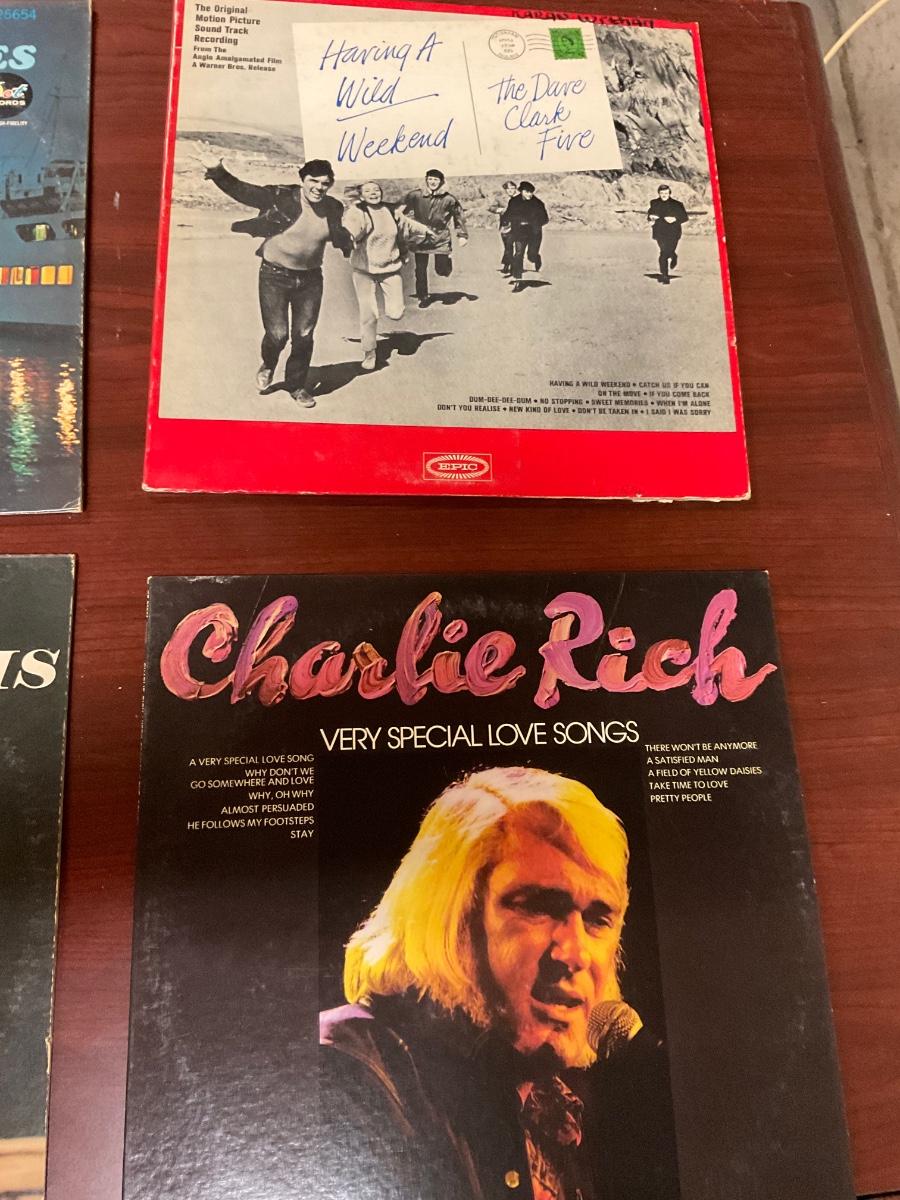 25654
ES
The Original
Motion Picture
Sound Track
Recording
From The
Anglo Amalgamated Film
A Warner Bros. Release
Having A
Wild
Weekend
The Dave
Clark
Five
HAVING A WILD WEEKEND • CATCH US IF YOU CAN
ON THE MOVE • IF YOU COME BACK
DUM-DEE-DEE-DUM • NO STOPPING • SWEET MEMORIES • WHEN I'M ALONE
DON'T YOU REALISE • NEW KIND OF LOVE • DON'T BE TAKEN IN • I SAID I WAS SORRY
EPIC
IS
Charlie Rich
VERY SPECIAL LOVE SONGS
A VERY SPECIAL LOVE SONG
WHY DON'T WE
GO SOMEWHERE AND LOVE
WHY, OH WHY
ALMOST PERSUADED
HE FOLLOWS MY FOOTSTEPS
STAY
THERE WON'T BE ANYMORE
A SATISFIED MAN
A FIELD OF YELLOW DAISIES
TAKE TIME TO LOVE
PRETTY PEOPLE